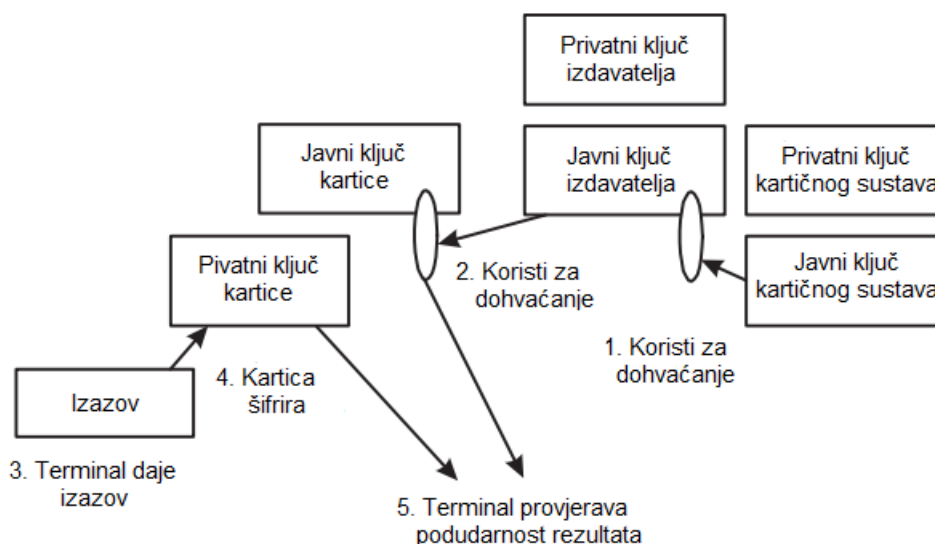 Privatni ključ
izdavatelja
Javni ključ
kartice
Javni ključ
izdavatelja
Privatni ključ
kartičnog sustava
Pivatni ključ
kartice
2. Koristi za
dohvaćanje
Javni ključ
kartičnog sustava
1. Koristi za
dohvaćanje
Izazov
4. Kartica
šifrira
3. Terminal daje
izazov
5. Terminal provjerava
podudarnost rezultata